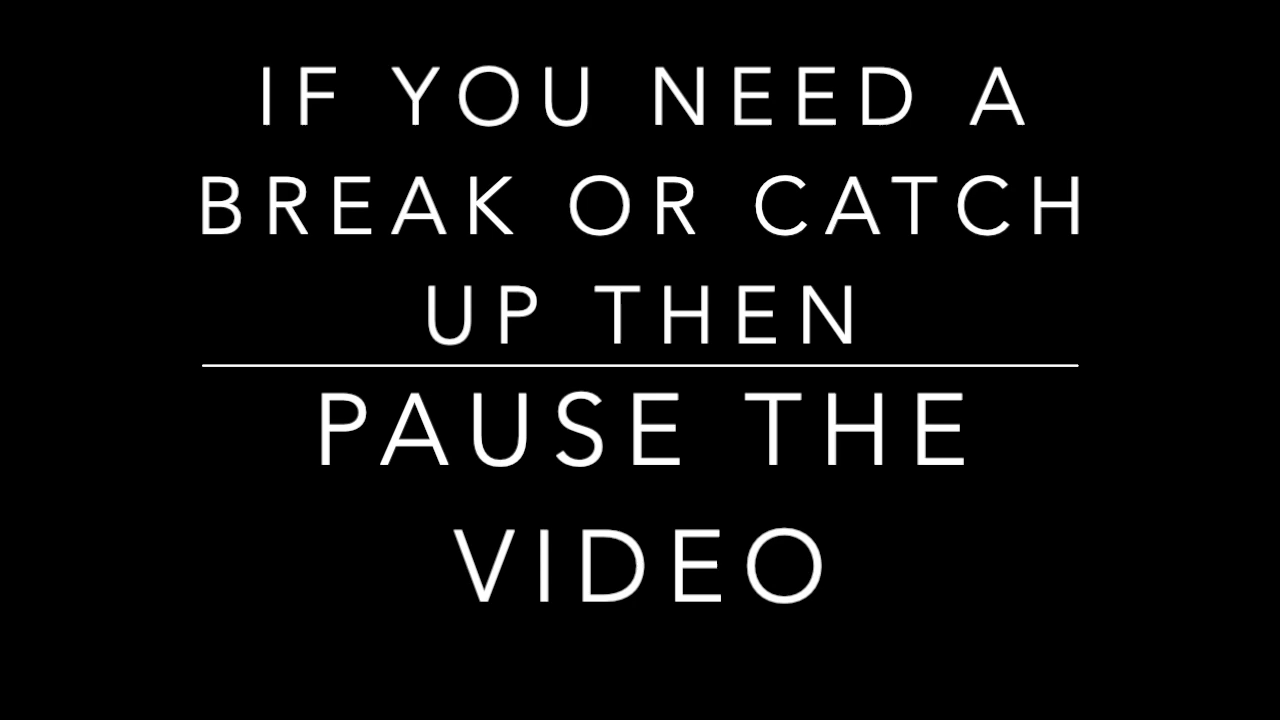 IF YOU NEED A
BREAK OR CATCH
UP THEN
PAUSE THE
VIDEO